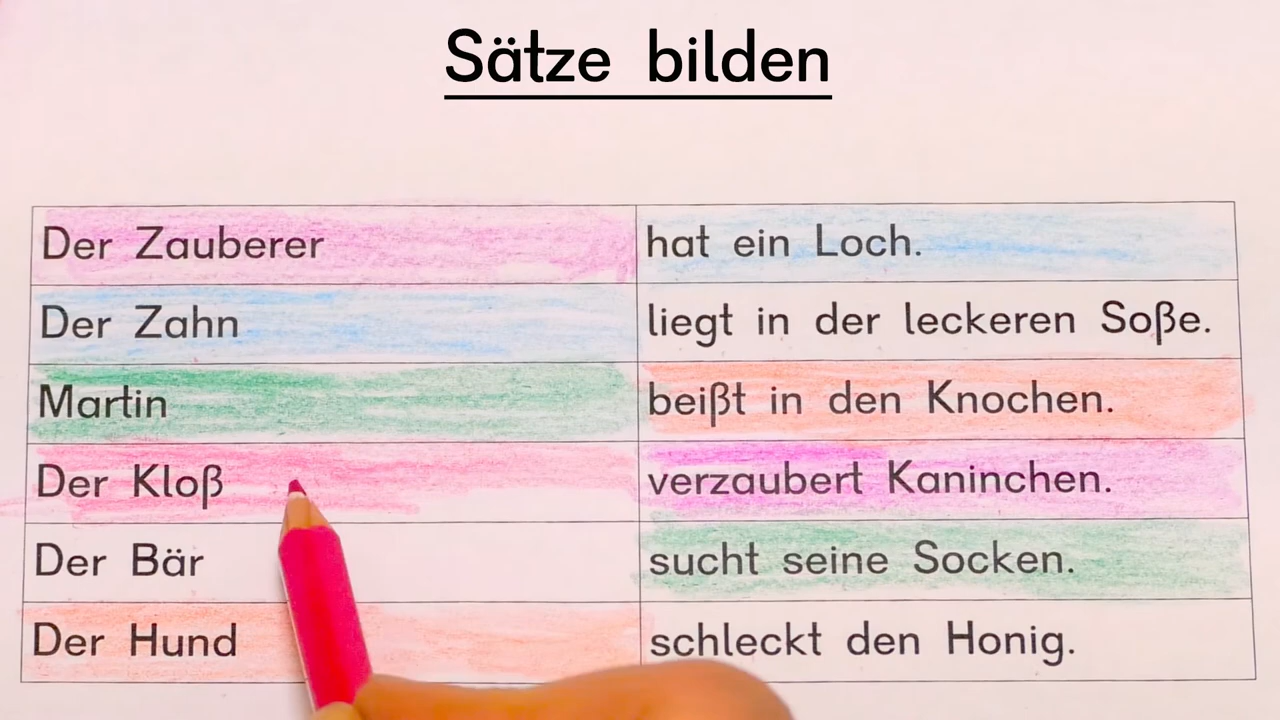 Sätze bilden
Der Zauberer hat ein Loch.
Der Zahn liegt in der leckeren Soße.
Martin beißt in den Knochen.
Der Kloß verzaubert Kaninchen.
Der Bär sucht seine Socken.
Der Hund schleckt den Honig.